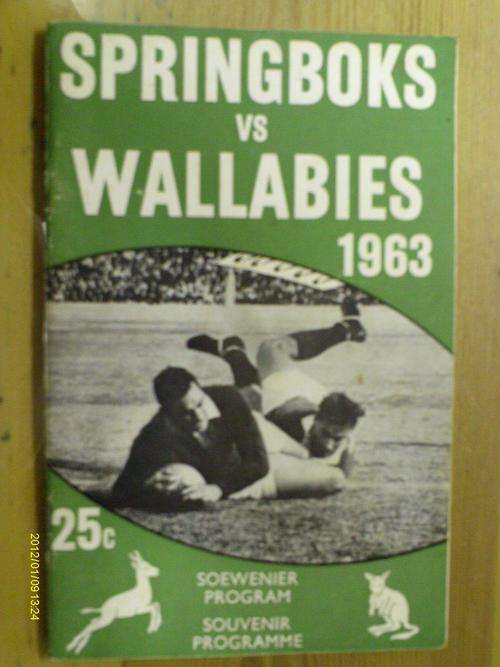 SPRINGBOKS
VS
WALLABIES
1963
25c
SOEWENIER
PROGRAM
SOUVENIR
PROGRAMME
2012/01/09 13:24